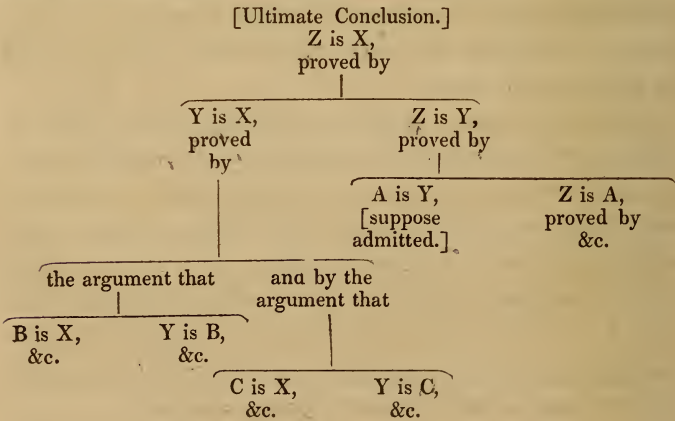 [Ultimate Conclusion.]
Z is X,
proved by
Y is X,
proved
by
Z is Y,
proved by
A is Y,
[suppose
admitted.]
Z is A,
proved by
&c.
the argument that
and by the
argument that
B is X,
&c.
Y is B,
&c.
C is X,
&c.
Y is C,
&c.